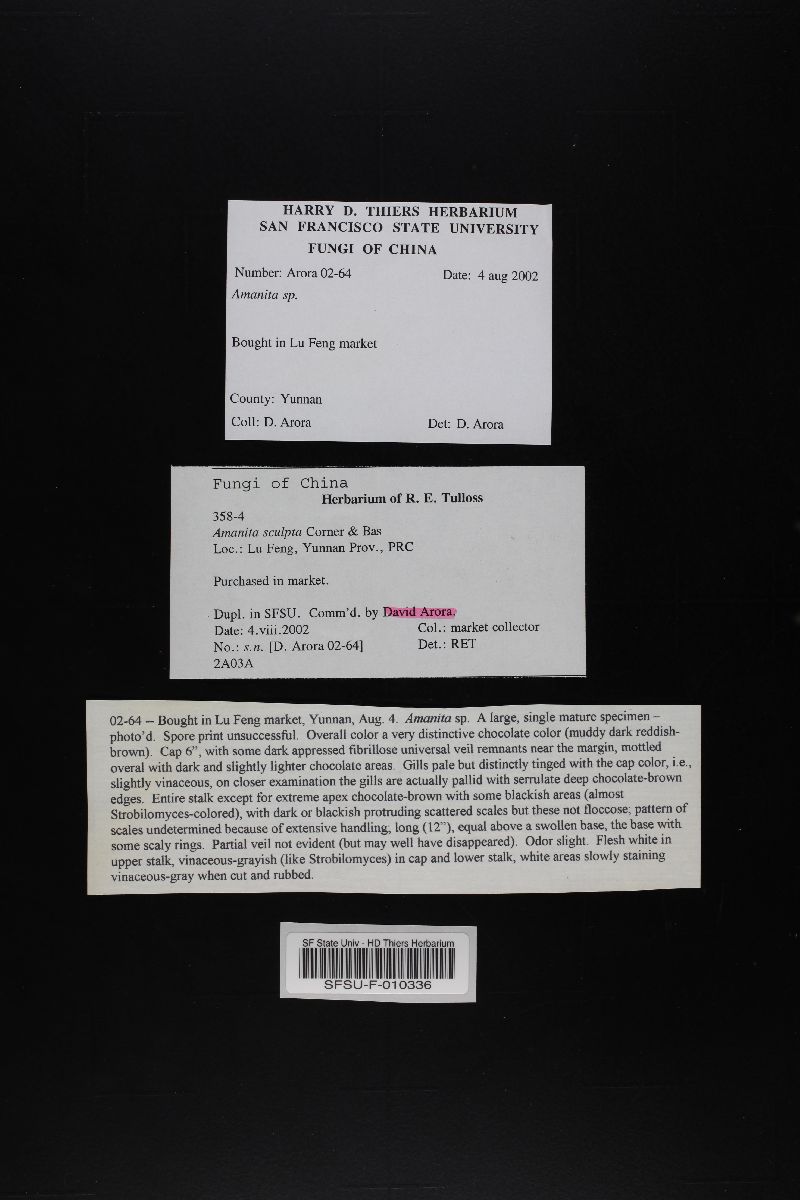 HARRY D. THIERS HERBARIUM
SAN FRANCISCO STATE UNIVERSITY
FUNGI OF CHINA
Number: Arora 02-64 Date: 4 aug 2002
Amanita sp.
Bought in Lu Feng market
County: Yunnan
Coll: D. Arora Det: D. Arora
Fungi of China
Herbarium of R. E. Tulloss
358-4
Amanita sculpta Corner & Bas
Loc.: Lu Feng, Yunnan Prov., PRC
Purchased in market.
Dupl. in SFSU. Comm'd. by David Arora.
Date: 4.viii.2002 Col.: market collector
No.: s.n. [D. Arora 02-64] Det.: RET
2A03A
02-64 – Bought in Lu Feng market, Yunnan, Aug. 4. Amanita sp. A large, single mature specimen –
photo'd. Spore print unsuccessful. Overall color a very distinctive chocolate color (muddy dark reddish-
brown). Cap 6", with some dark appressed fibrillose universal veil remnants near the margin, mottled
overal with dark and slightly lighter chocolate areas. Gills pale but distinctly tinged with the cap color, i.e.,
slightly vinaceous, on closer examination the gills are actually pallid with serrulate deep chocolate-brown
edges. Entire stalk except for extreme apex chocolate-brown with some blackish areas (almost
Strobilomyces-colored), with dark or blackish protruding scattered scales but these not floccose; pattern of
scales undetermined because of extensive handling, long (12"), equal above a swollen base, the base with
some scaly rings. Partial veil not evident (but may well have disappeared). Odor slight. Flesh white in
upper stalk, vinaceous-grayish (like Strobilomyces) in cap and lower stalk, white areas slowly staining
vinaceous-gray when cut and rubbed.
SF State Univ - HD Thiers Herbarium
SFSU-F-010336